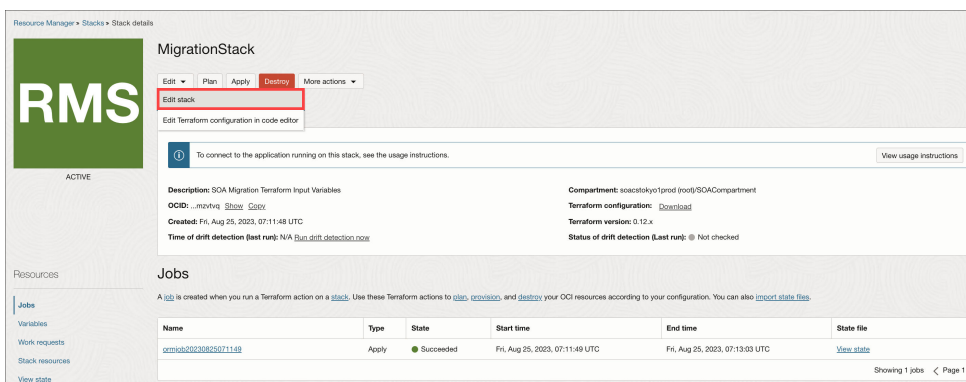 Resource Manager » Stacks » Stack details
RMS
ACTIVE
MigrationStack
Edit
Plan
Apply
Destroy
More actions
Edit stack
Edit Terraform configuration in code editor
To connect to the application running on this stack, see the usage instructions.
View usage instructions
Description: SOA Migration Terraform Input Variables
OCID: ...mzvtvq Show Copy
Created: Fri, Aug 25, 2023, 07:11:48 UTC
Time of drift detection (last run): N/A Run drift detection now
Compartment: soacstokyo1prod (root)/SOACompartment
Terraform configuration: Download
Terraform version: 0.12.x
Status of drift detection (Last run): Not checked
Resources
Jobs
Variables
Work requests
Stack resources
View state
Jobs
A job is created when you run a Terraform action on a stack. Use these Terraform actions to plan, provision, and destroy your OCI resources according to your configuration. You can also import state files.
Name Type State Start time End time State file
ormjob20230825071149 Apply Succeeded Fri, Aug 25, 2023, 07:11:49 UTC Fri, Aug 25, 2023, 07:13:03 UTC View state
Showing 1 jobs < Page 1